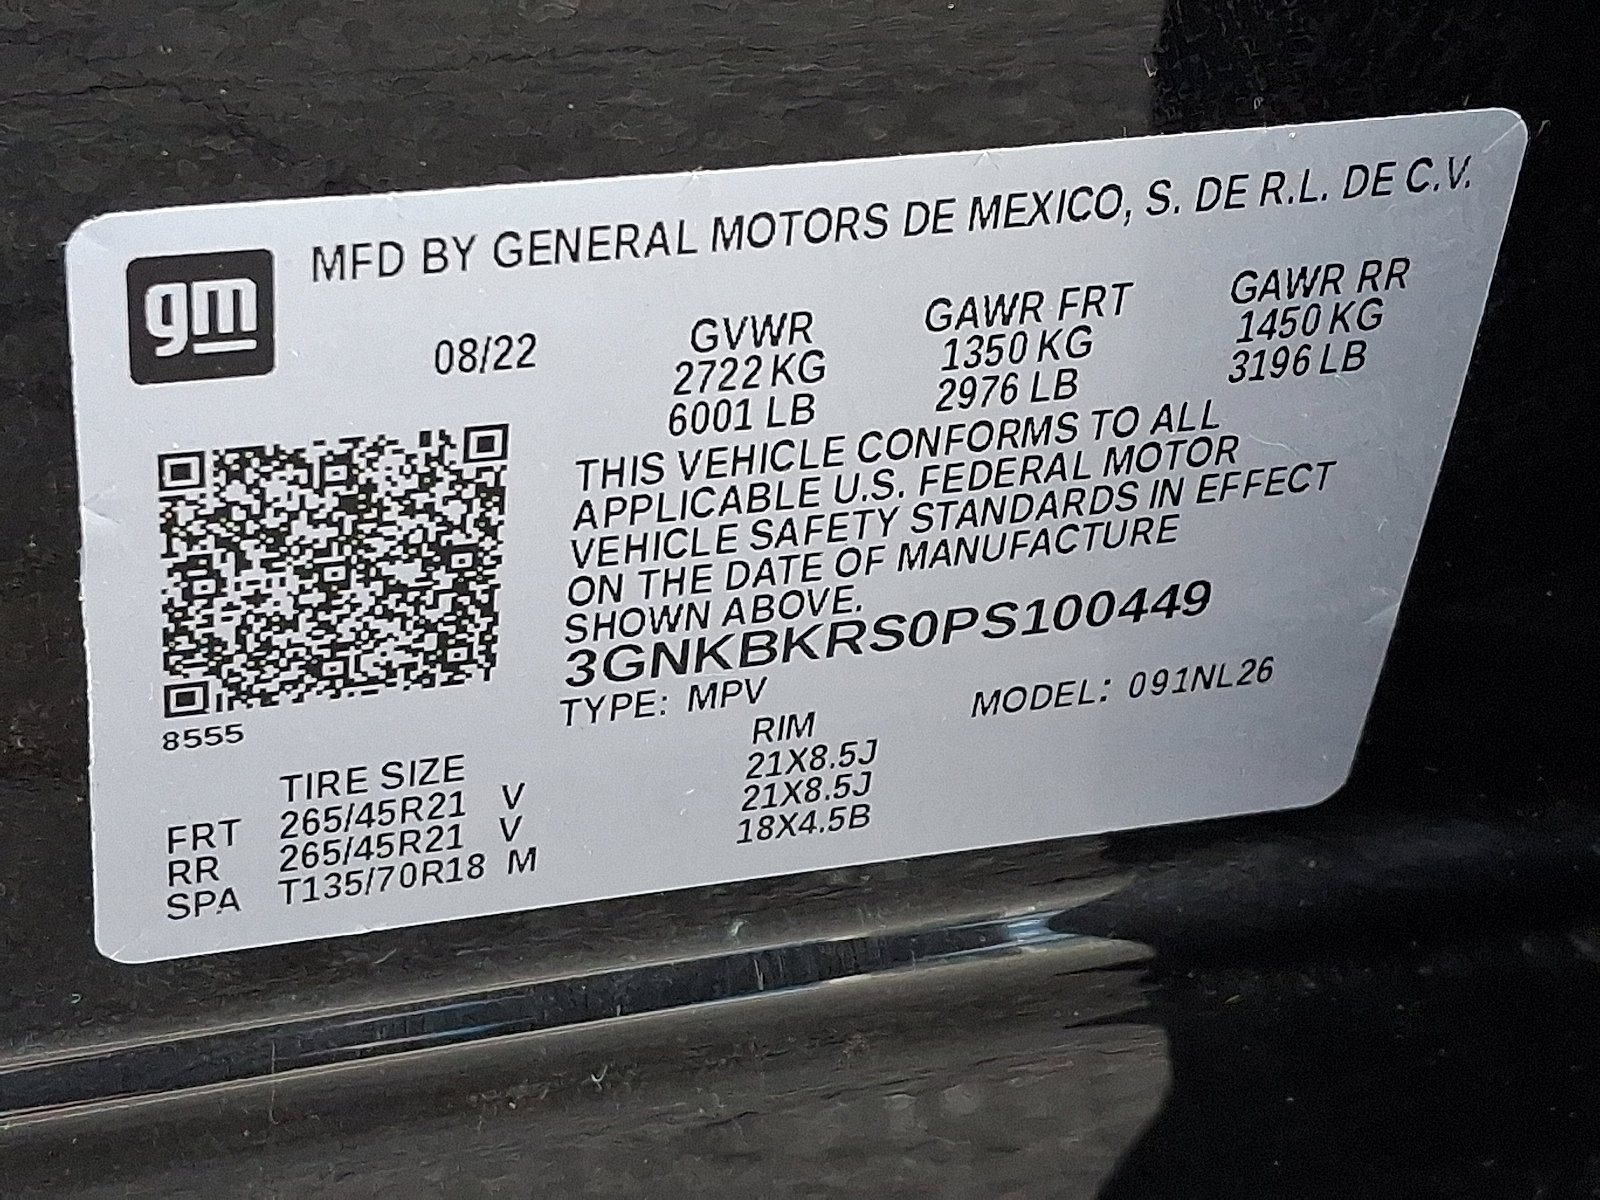 gm
MFD BY GENERAL MOTORS DE MEXICO, S. DE R.L. DE C.V.
08/22
GVWR GAWR FRT GAWR RR
2722 KG 1350 KG 1450 KG
6001 LB 2976 LB 3196 LB
THIS VEHICLE CONFORMS TO ALL
APPLICABLE U.S. FEDERAL MOTOR
VEHICLE SAFETY STANDARDS IN EFFECT
ON THE DATE OF MANUFACTURE
SHOWN ABOVE.
3GNKBKRS0PS100449
TYPE: MPV MODEL: 091NL26
8555
TIRE SIZE RIM
FRT 265/45R21 V 21X8.5J
RR 265/45R21 V 21X8.5J
SPA T135/70R18 M 18X4.5B